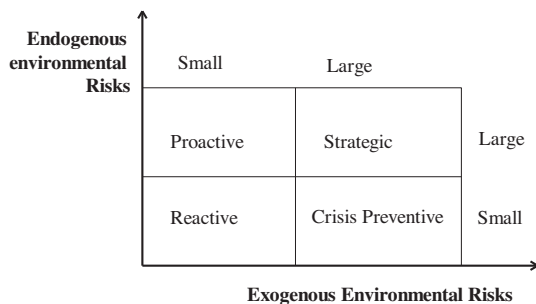 Endogenous
environmental
Risks
Small
Large
Proactive
Strategic
Large
Reactive
Crisis Preventive
Small
Exogenous Environmental Risks